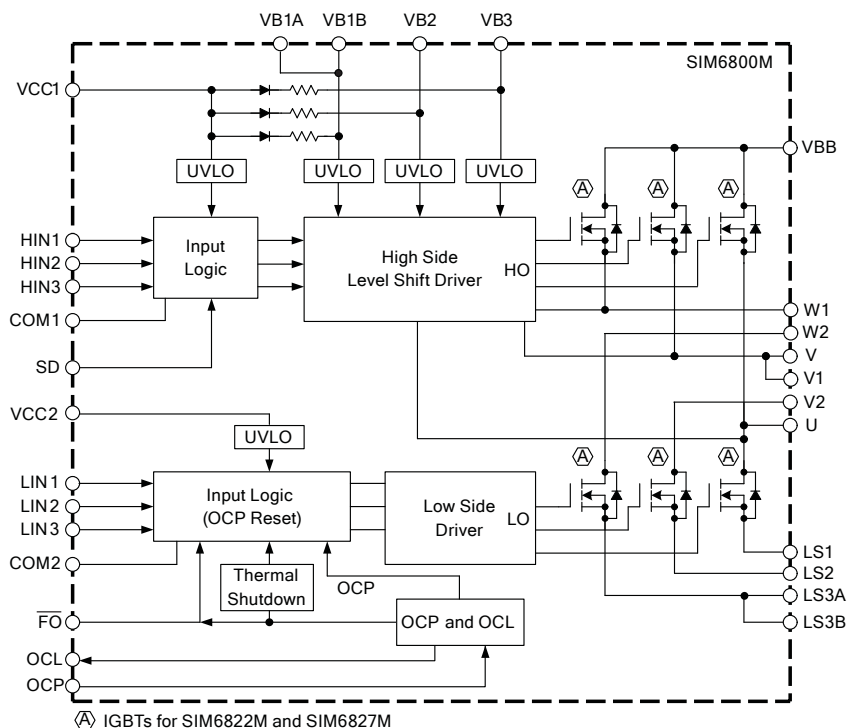 VB1A VB1B VB2 VB3
SIM6800M
VCC1
VBB
UVLO UVLO UVLO UVLO
A A A
HIN1
HIN2
HIN3
Input
Logic
High Side
Level Shift Driver
HO
COM1
SD
W1
W2
V
V1
V2
U
VCC2
UVLO
A A A
LIN1
LIN2
LIN3
Input Logic
(OCP Reset)
Low Side
Driver
LO
COM2
Thermal
Shutdown
OCP
LS1
LS2
LS3A
LS3B
FO
OCP and OCL
OCL
OCP
A IGBTs for SIM6822M and SIM6827M